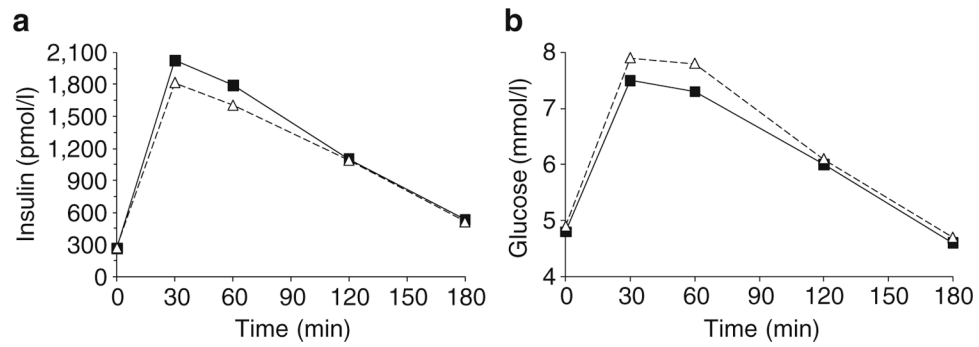 a
2,100
1,800
1,500
1,200
900
600
300
0
Insulin (pmol/l)
0 30 60 90 120 150 180
Time (min)
b
8
7
6
5
4
Glucose (mmol/l)
0 30 60 90 120 150 180
Time (min)